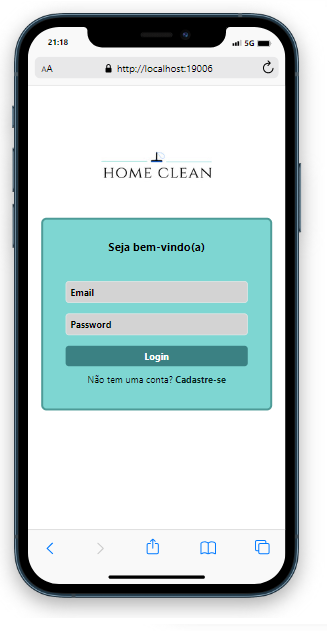 21:18
5G
AA
http://localhost:19006
HOME CLEAN
Seja bem-vindo(a)
Email
Password
Login
Não tem uma conta? Cadastre-se